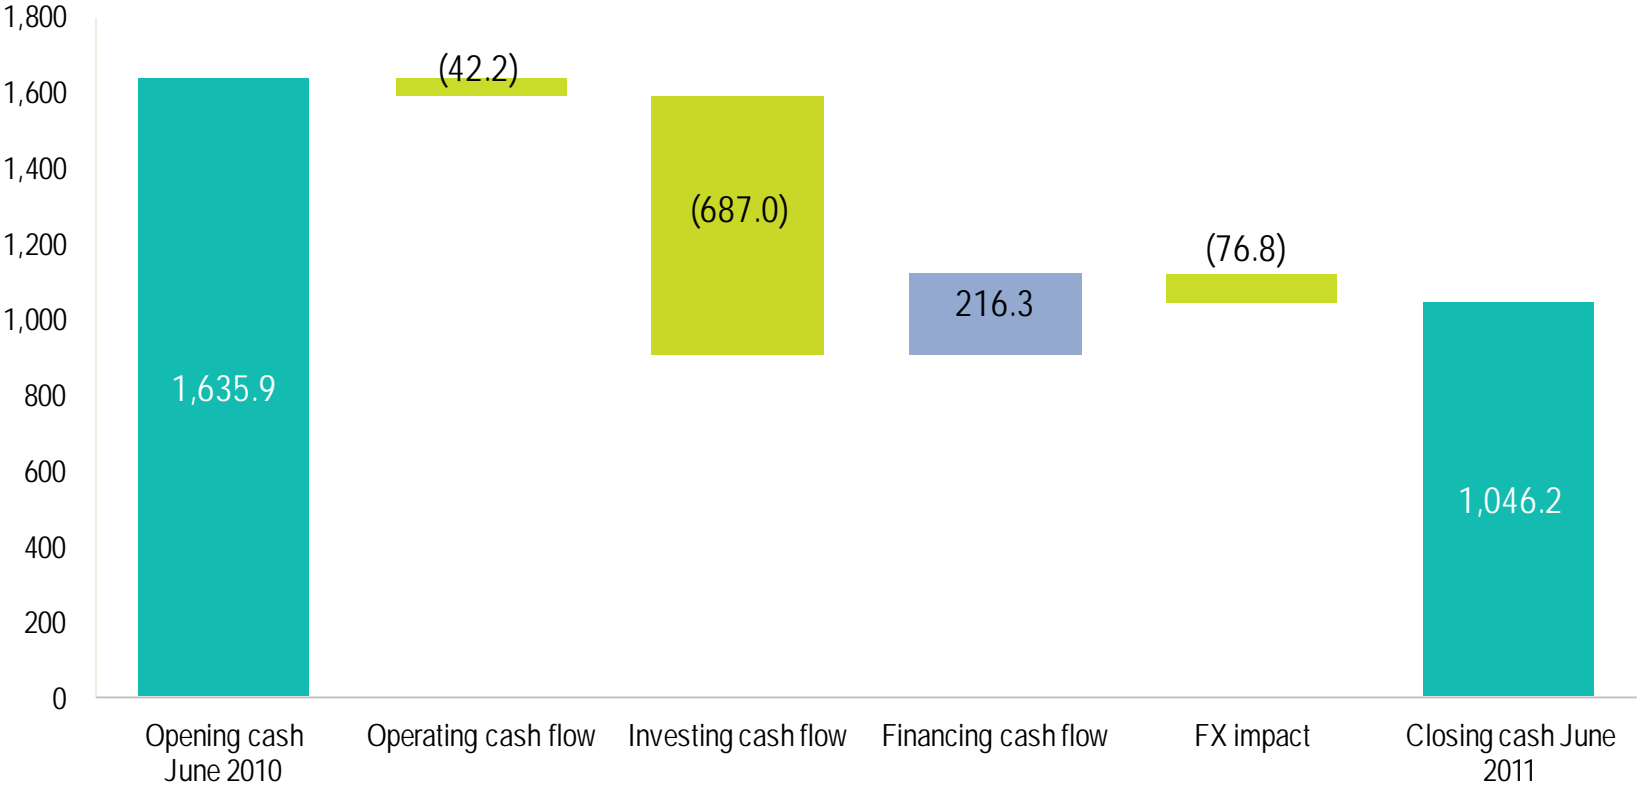 1,800
1,600
1,400
1,200
1,000
800
600
400
200
0
1,635.9
(42.2)
(687.0)
216.3
(76.8)
1,046.2
Opening cash
June 2010
Operating cash flow
Investing cash flow
Financing cash flow
FX impact
Closing cash June
2011